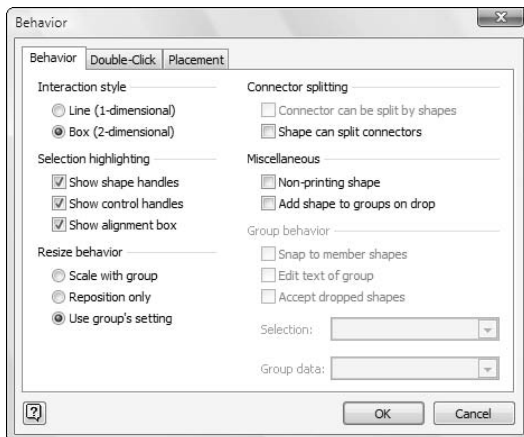 Behavior
Behavior
Double-Click
Placement
Interaction style
Line (1-dimensional)
Box (2-dimensional)
Selection highlighting
Show shape handles
Show control handles
Show alignment box
Resize behavior
Scale with group
Reposition only
Use group's setting
Connector splitting
Connector can be split by shapes
Shape can split connectors
Miscellaneous
Non-printing shape
Add shape to groups on drop
Group behavior
Snap to member shapes
Edit text of group
Accept dropped shapes
Selection:
Group data:
?
OK
Cancel